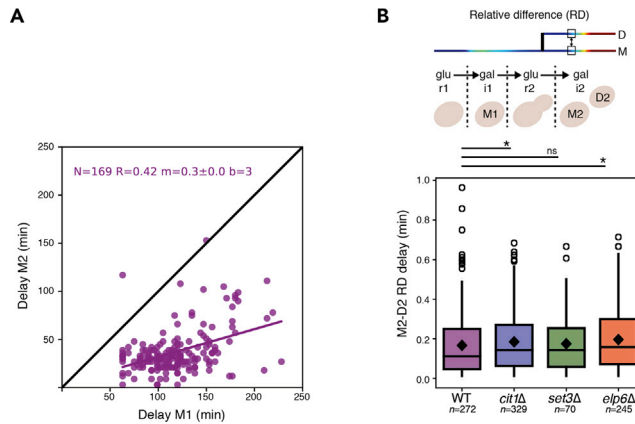 A
N=169 R=0.42 m=0.3±0.0 b=3
Delay M2 (min)
250
200
150
100
50
50
100
150
200
250
Delay M1 (min)
B
Relative difference (RD)
D
M
glu gal glu gal
r1 i1 r2 i2
M1 M2 D2
*
ns
*
M2-D2 RD delay (min)
1.0
0.8
0.6
0.4
0.2
0.0
WT cit1Δ set3Δ elp6Δ
n=272 n=329 n=70 n=245